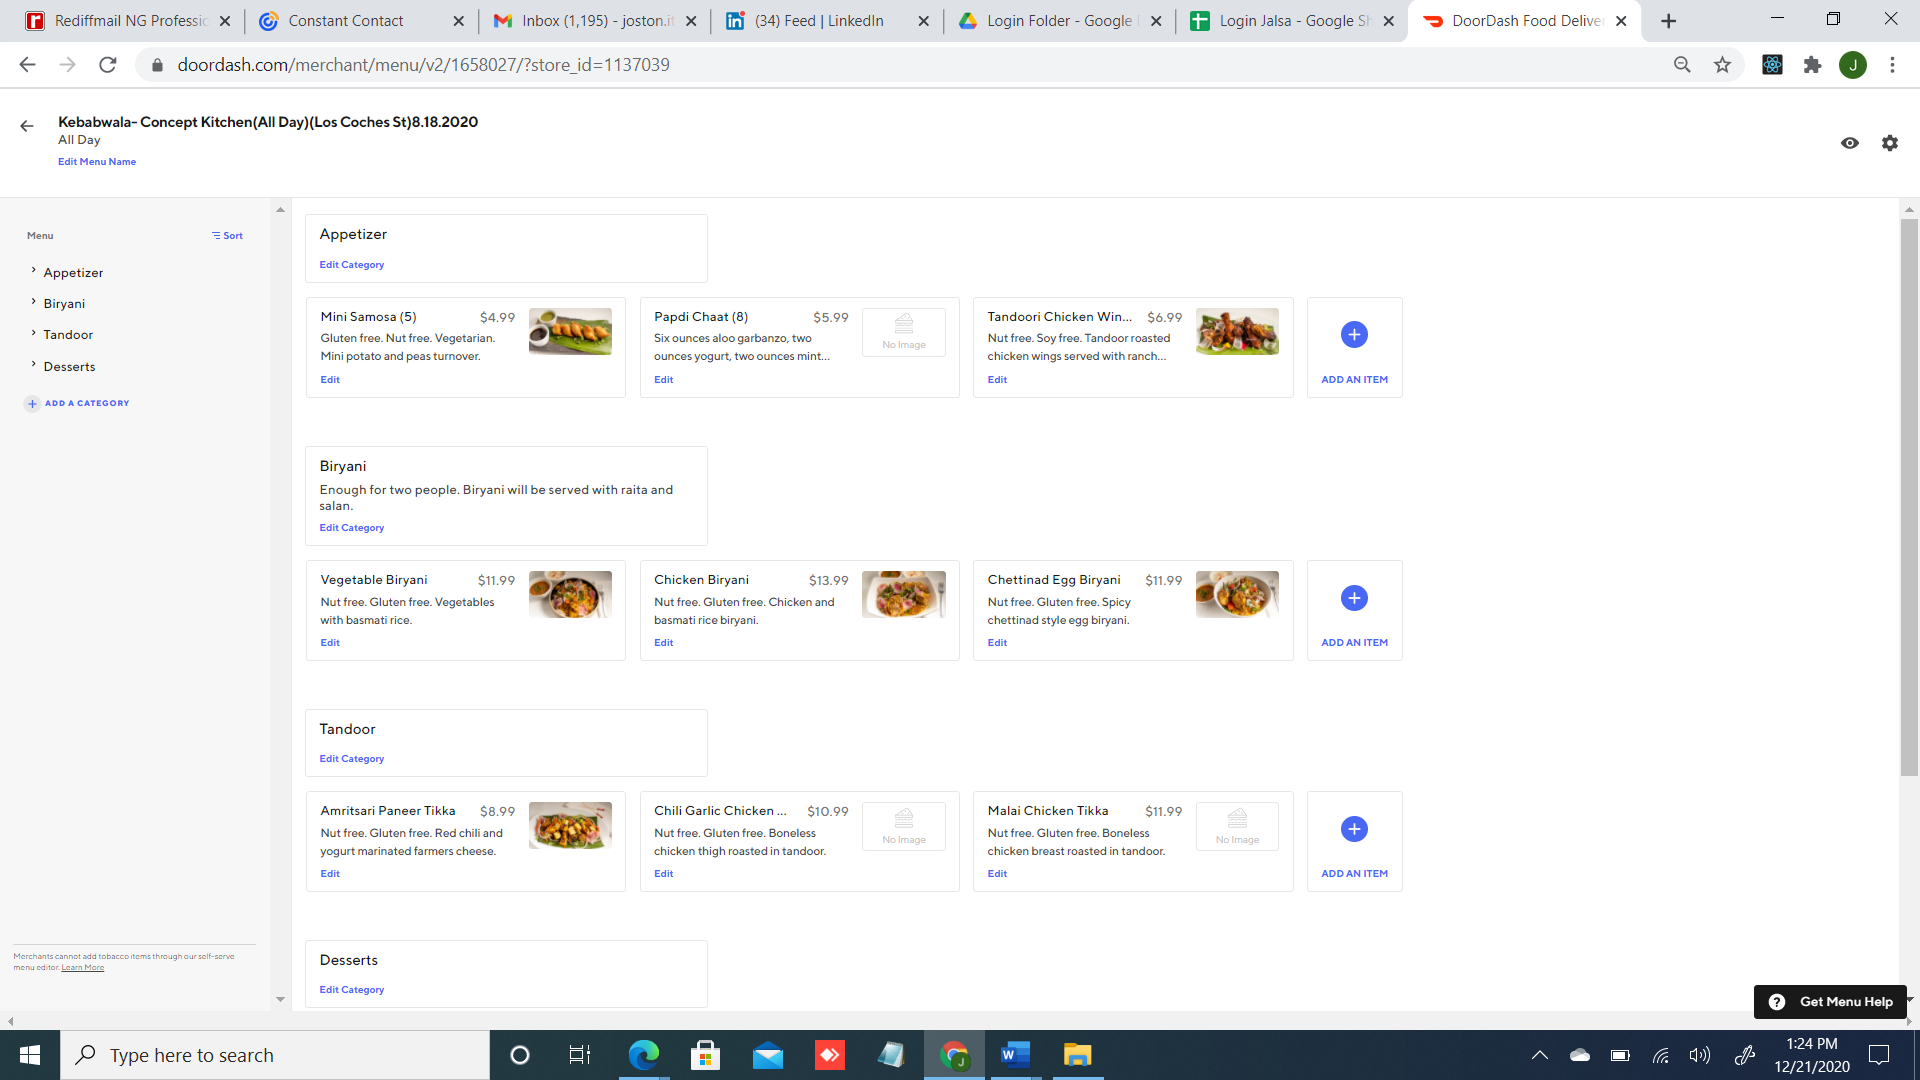 Rediffmail NG Professic
Constant Contact
Inbox (1,195) - joston.it
(34) Feed | LinkedIn
Login Folder - Google D
Login Jalsa - Google Sh
DoorDash Food Deliver
doordash.com/merchant/menu/v2/1658027/?store_id=1137039
J
Kebabwala- Concept Kitchen(All Day)(Los Coches St)8.18.2020
All Day
Edit Menu Name
Menu
Sort
Appetizer
Biryani
Tandoor
Desserts
ADD A CATEGORY
Merchants cannot add tobacco items through our self-serve
menu editor. Learn More
Appetizer
Edit Category
Mini Samosa (5) $4.99
Gluten free. Nut free. Vegetarian.
Mini potato and peas turnover.
Edit
Papdi Chaat (8) $5.99
Six ounces aloo garbanzo, two
ounces yogurt, two ounces mint...
Edit
No Image
Tandoori Chicken Win... $6.99
Nut free. Soy free. Tandoor roasted
chicken wings served with ranch...
Edit
ADD AN ITEM
Biryani
Enough for two people. Biryani will be served with raita and
salan.
Edit Category
Vegetable Biryani $11.99
Nut free. Gluten free. Vegetables
with basmati rice.
Edit
Chicken Biryani $13.99
Nut free. Gluten free. Chicken and
basmati rice biryani.
Edit
Chettinad Egg Biryani $11.99
Nut free. Gluten free. Spicy
chettinad style egg biryani.
Edit
ADD AN ITEM
Tandoor
Edit Category
Amritsari Paneer Tikka $8.99
Nut free. Gluten free. Red chili and
yogurt marinated farmers cheese.
Edit
Chili Garlic Chicken ... $10.99
Nut free. Gluten free. Boneless
chicken thigh roasted in tandoor.
Edit
No Image
Malai Chicken Tikka $11.99
Nut free. Gluten free. Boneless
chicken breast roasted in tandoor.
Edit
No Image
ADD AN ITEM
Desserts
Edit Category
Get Menu Help
Type here to search
1:24 PM
12/21/2020